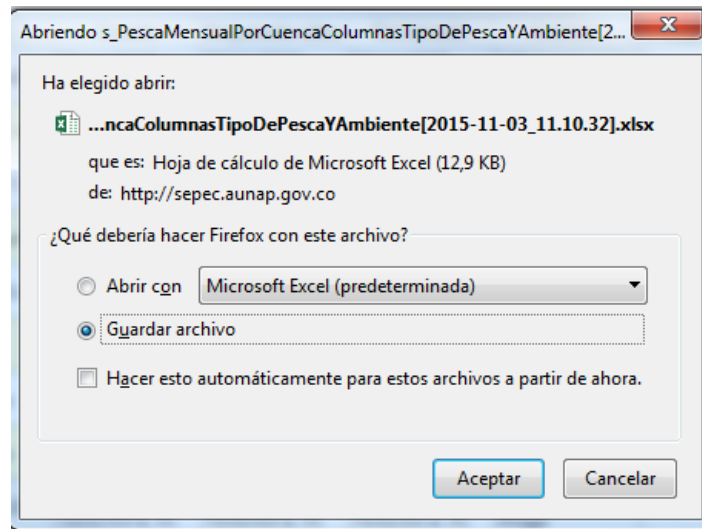 Abriendo s_PescaMensualPorCuencaColumnasTipoDePescaYAmbiente[2...
Ha elegido abrir:
...ncaColumnasTipoDePescaYAmbiente[2015-11-03_11.10.32].xlsx
que es: Hoja de cálculo de Microsoft Excel (12,9 KB)
de: http://sepec.aunap.gov.co
¿Qué debería hacer Firefox con este archivo?
Abrir con Microsoft Excel (predeterminada)
Guardar archivo
Hacer esto automáticamente para estos archivos a partir de ahora.
Aceptar Cancelar